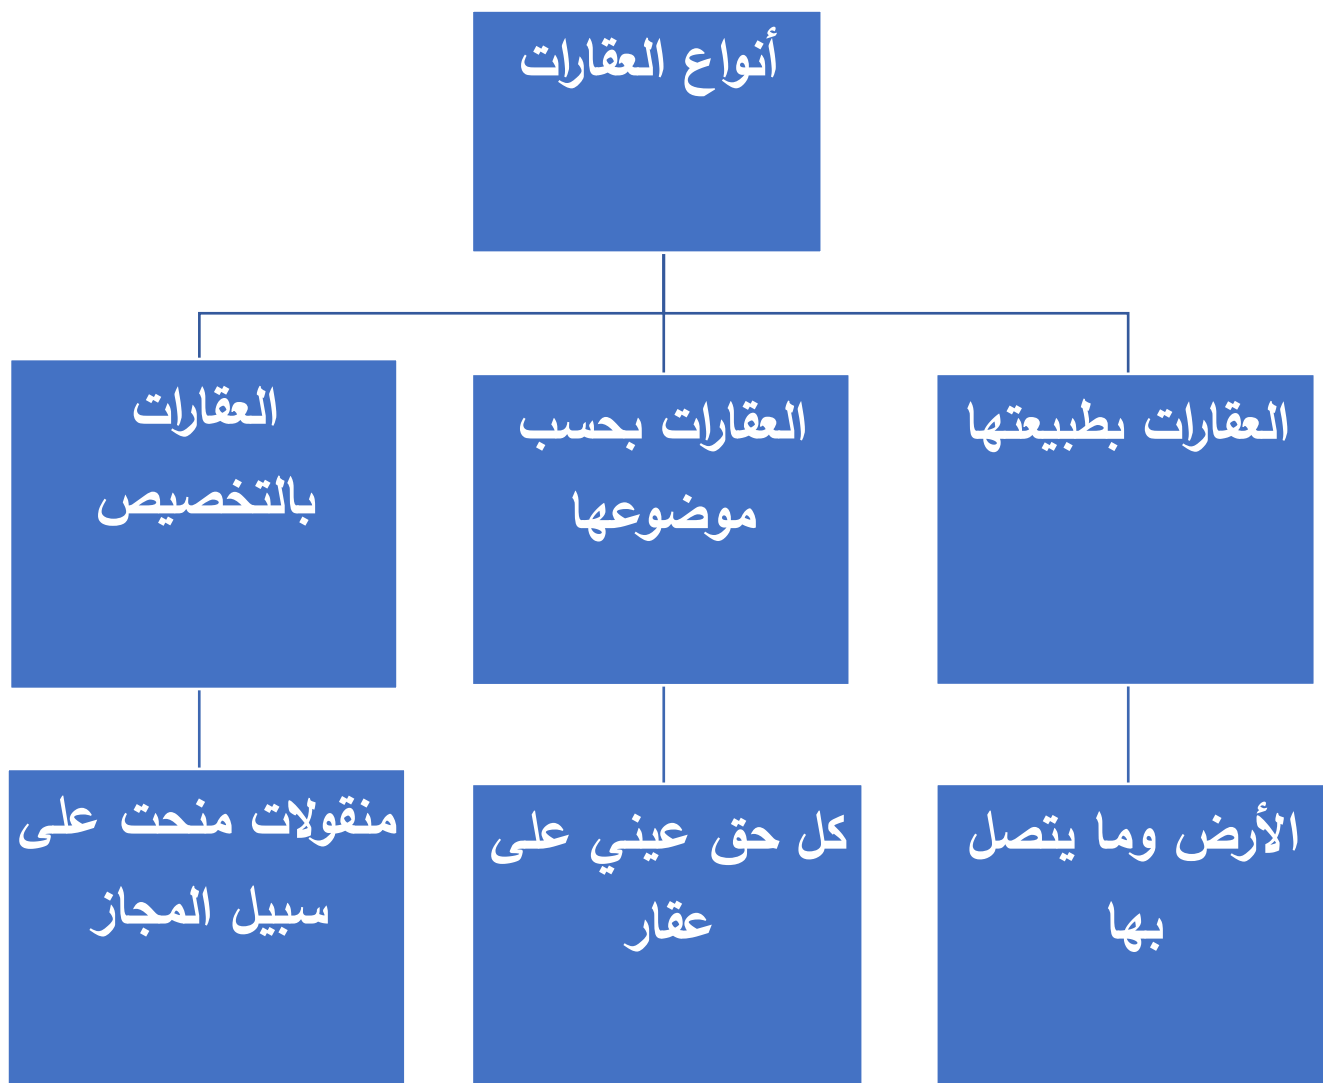 أنواع العقارات
العقارات بطبيعتها
العقارات بحسب
موضوعها
العقارات
بالتخصيص
الأرض وما يتصل
بها
كل حق عيني على
عقار
منقولات منحت على
سبيل المجاز